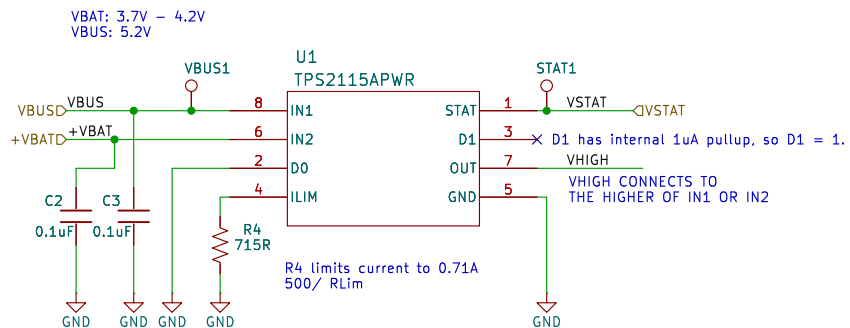 VBAT: 3.7V - 4.2V
VBUS: 5.2V
VBUS1
U1
TPS2115APWR
STAT1
VBUS
VBUS
8
IN1
STAT
1
VSTAT
VSTAT
+VBAT
+VBAT
6
IN2
D1
3
D1 has internal 1uA pullup, so D1 = 1.
2
D0
OUT
7
VHIGH
4
ILIM
GND
5
VHIGH CONNECTS TO
THE HIGHER OF IN1 OR IN2
C2
0.1uF
C3
0.1uF
R4
715R
R4 limits current to 0.71A
500/ RLim
GND
GND
GND
GND
GND